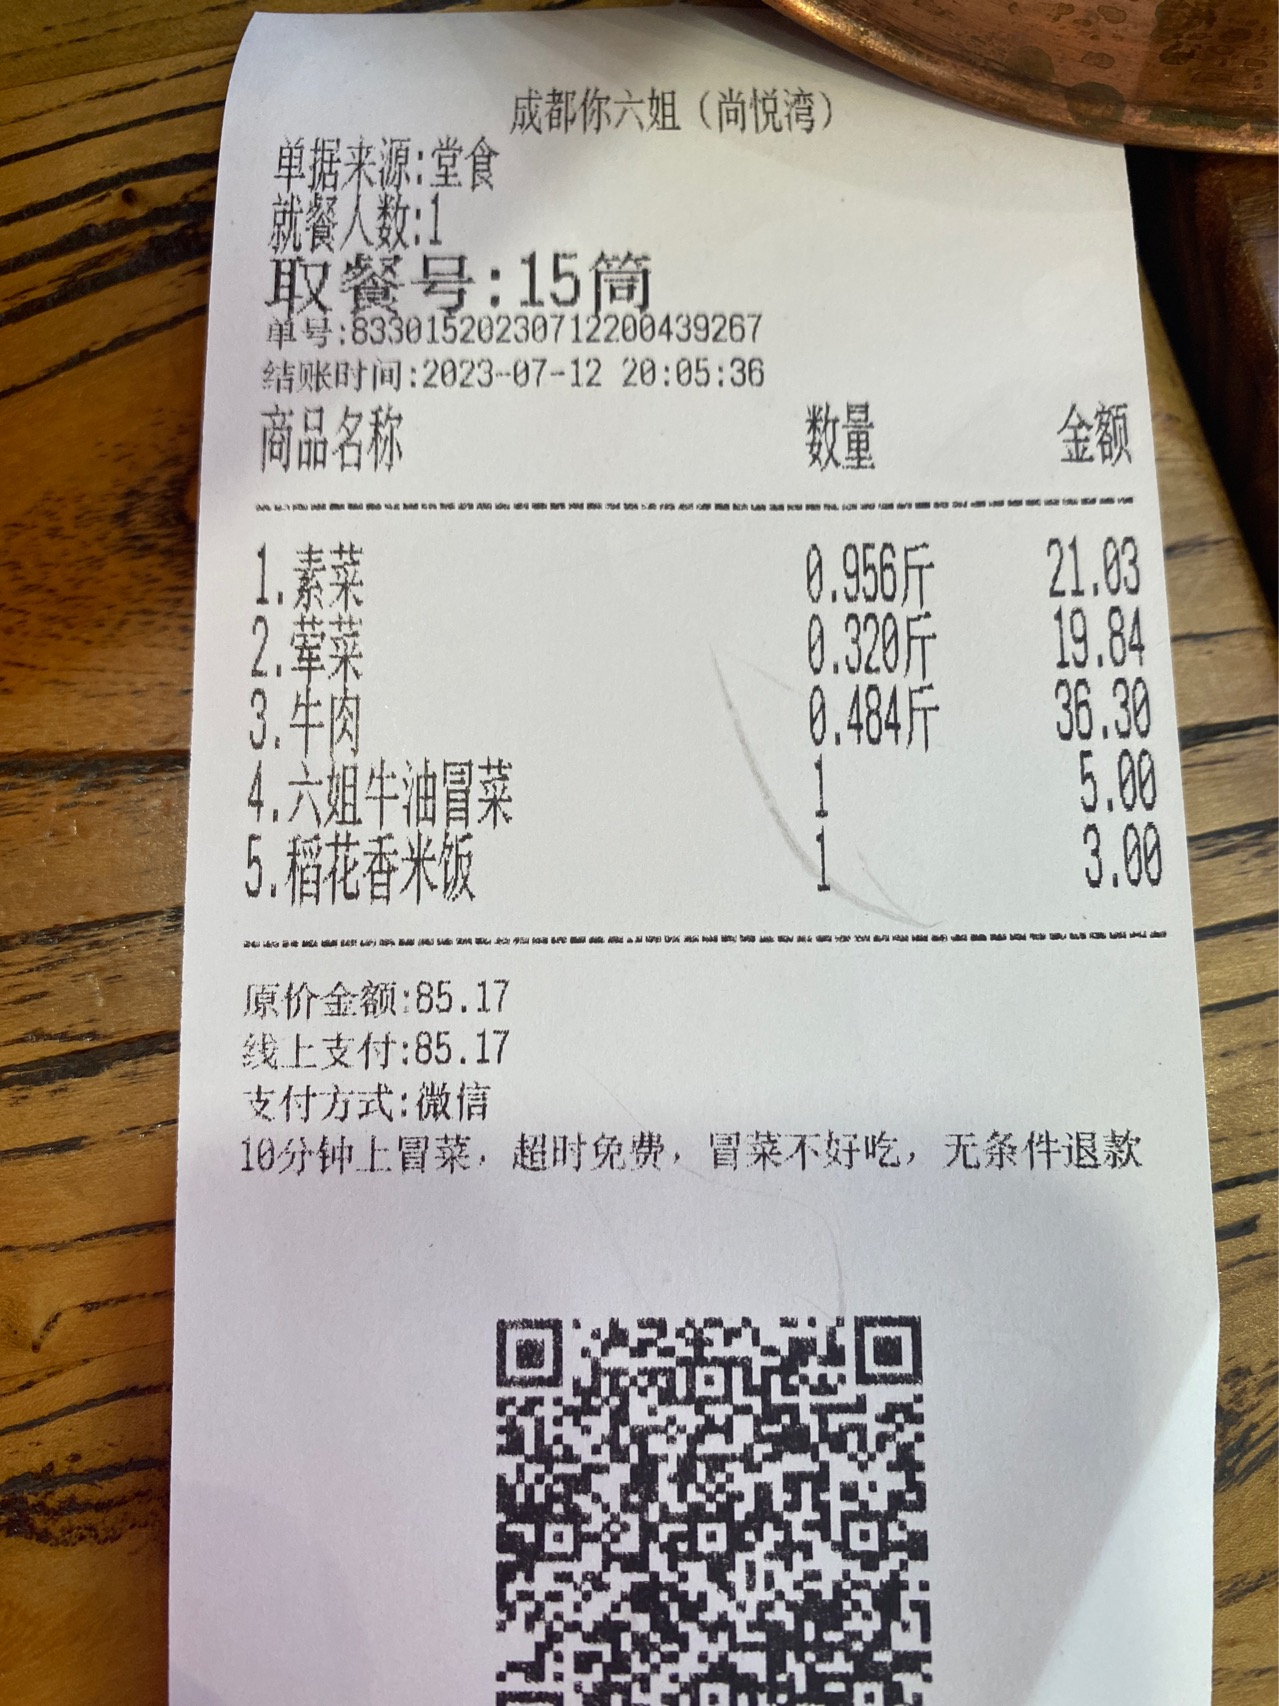 成都你六姐（尚悦湾）
单据来源:堂食
就餐人数:1
取餐号:15筒
单号:83301520230712200439267
结账时间:2023-07-12 20:05:36
商品名称 数量 金额
1.素菜 0.956斤 21.03
2.荤菜 0.320斤 19.84
3.牛肉 0.484斤 36.30
4.六姐牛油冒菜 1 5.00
5.稻花香米饭 1 3.00
原价金额:85.17
线上支付:85.17
支付方式:微信
10分钟上冒菜，超时免费，冒菜不好吃，无条件退款